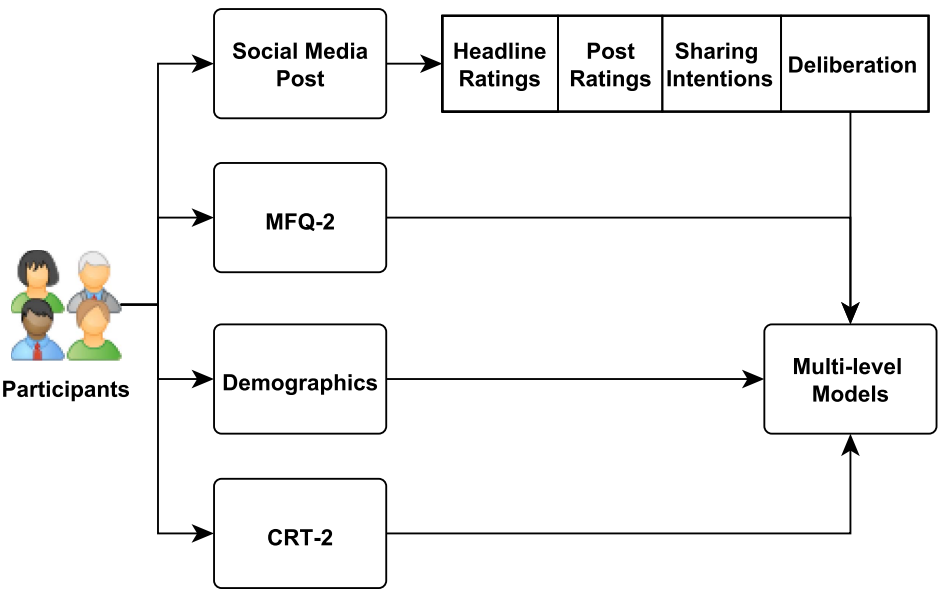 Social Media
Post
Headline
Ratings
Post
Ratings
Sharing
Intentions
Deliberation
MFQ-2
Participants
Demographics
Multi-level
Models
CRT-2